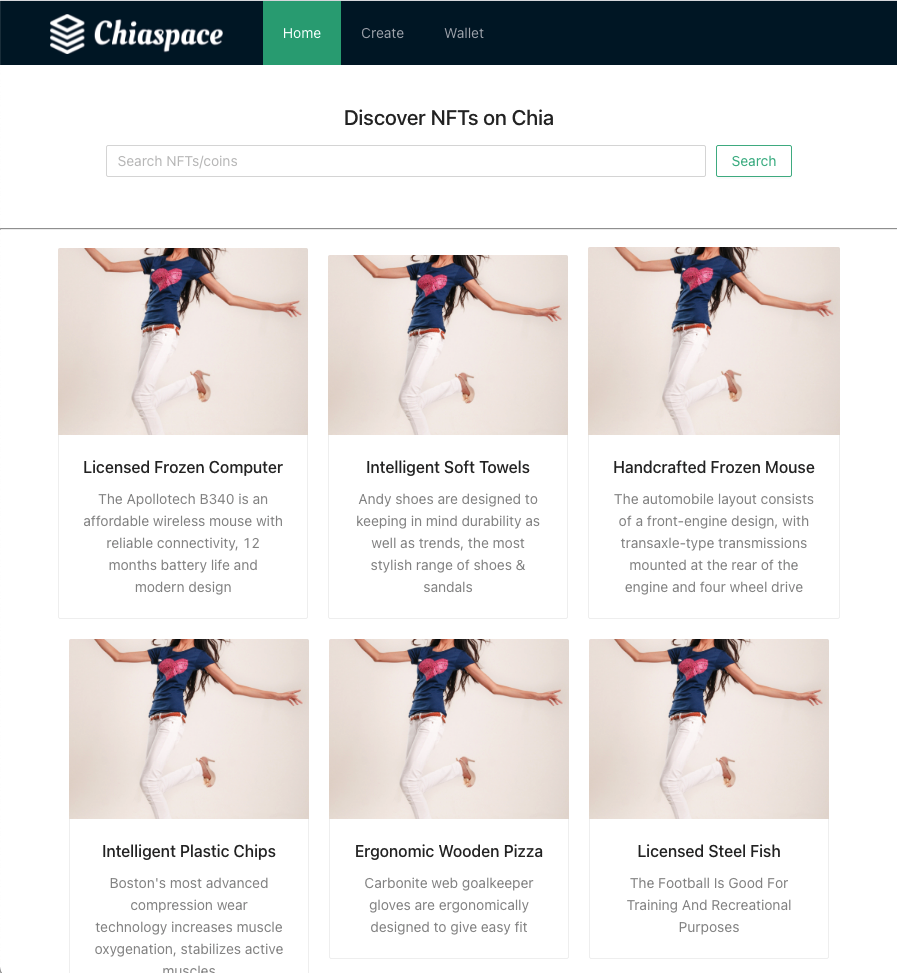 Chiaspace
Home
Create
Wallet
Discover NFTs on Chia
Search NFTs/coins
Search
Licensed Frozen Computer
The Apollotech B340 is an
affordable wireless mouse with
reliable connectivity, 12
months battery life and
modern design
Intelligent Soft Towels
Andy shoes are designed to
keeping in mind durability as
well as trends, the most
stylish range of shoes &
sandals
Handcrafted Frozen Mouse
The automobile layout consists
of a front-engine design, with
transaxle-type transmissions
mounted at the rear of the
engine and four wheel drive
Intelligent Plastic Chips
Boston's most advanced
compression wear
technology increases muscle
oxygenation, stabilizes active
muscles
Ergonomic Wooden Pizza
Carbonite web goalkeeper
gloves are ergonomically
designed to give easy fit
Licensed Steel Fish
The Football Is Good For
Training And Recreational
Purposes